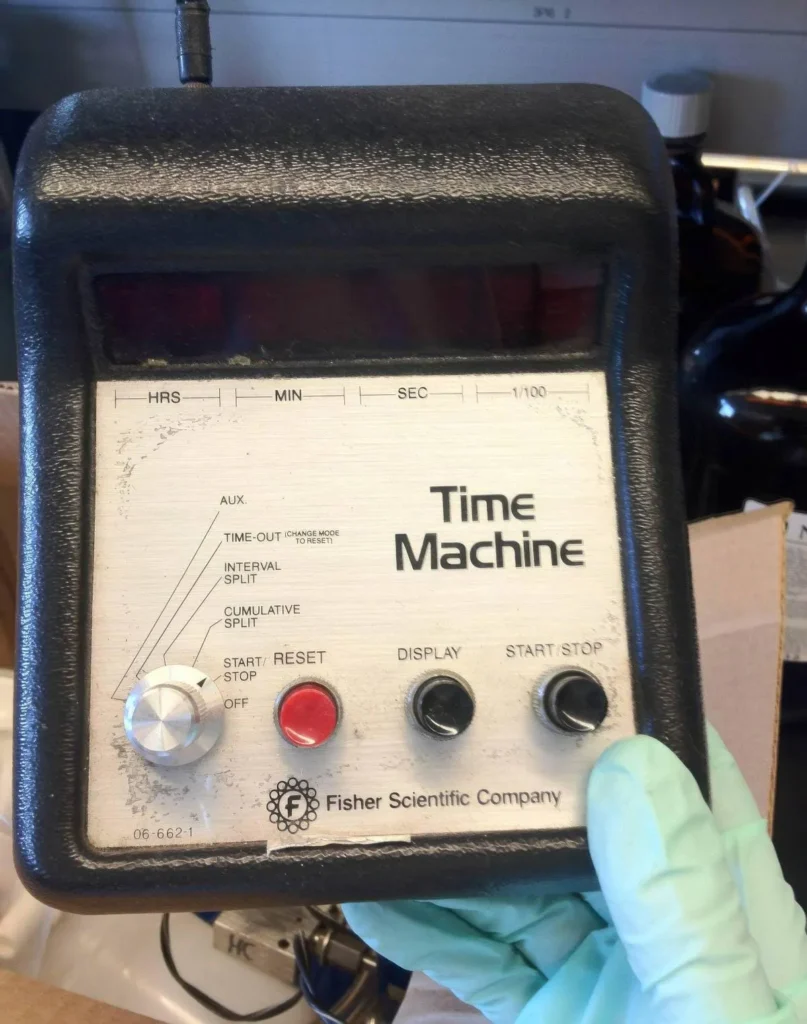 HRS MIN SEC 1/100
AUX.
TIME-OUT (CHANGE MODE
TO RESET)
INTERVAL
SPLIT
CUMULATIVE
SPLIT
START/
STOP
OFF
Time
Machine
RESET DISPLAY START/STOP
f Fisher Scientific Company
06-662-1
HC